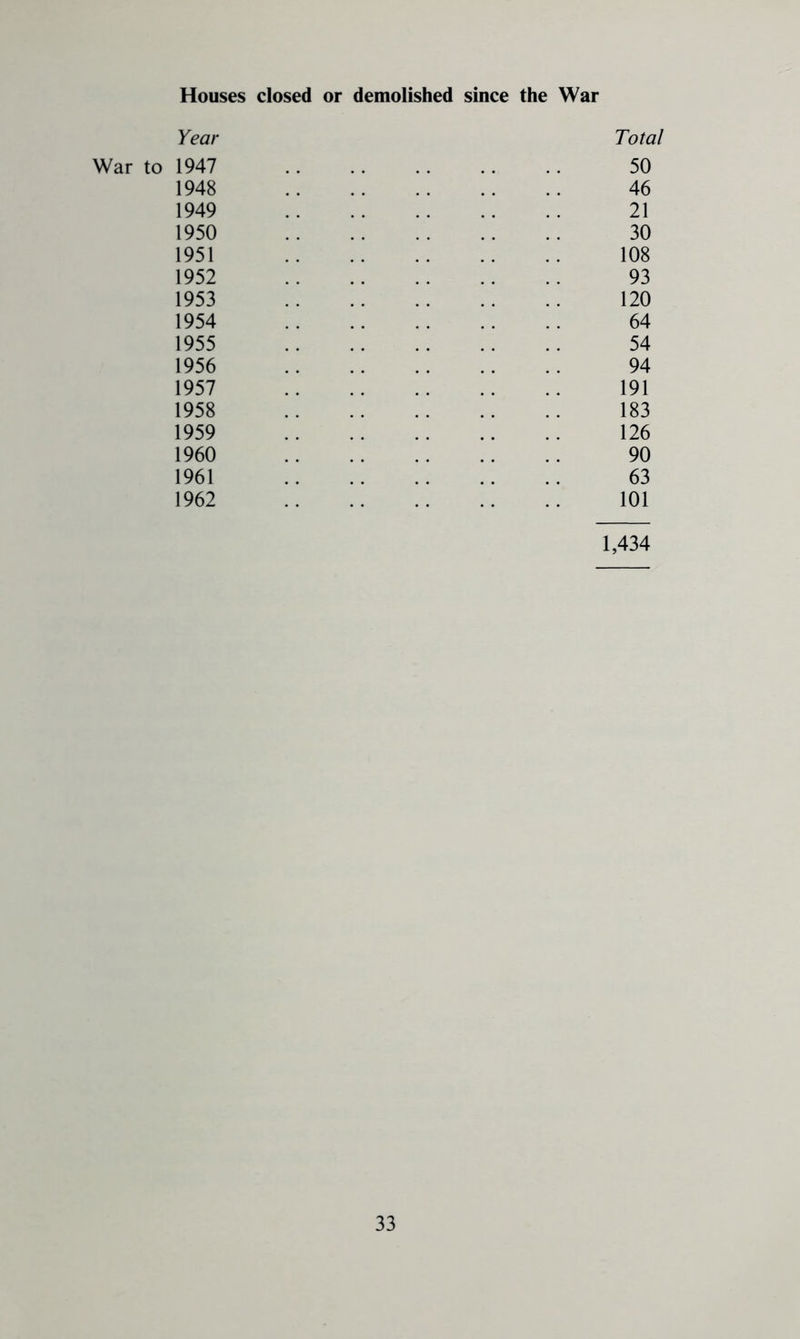 Houses closed or demolished since the War
Year Total
War to 1947 .. .. .. .. .. 50
1948 .. .. .. .. .. 46
1949 .. .. .. .. .. 21
1950 .. .. .. .. .. 30
1951 .. .. .. .. .. 108
1952 .. .. .. .. .. 93
1953 .. .. .. .. .. 120
1954 .. .. .. .. .. 64
1955 .. .. .. .. .. 54
1956 .. .. .. .. .. 94
1957 .. .. .. .. .. 191
1958 .. .. .. .. .. 183
1959 .. .. .. .. .. 126
1960 .. .. .. .. .. 90
1961 .. .. .. .. .. 63
1962 .. .. .. .. .. 101
1,434
33